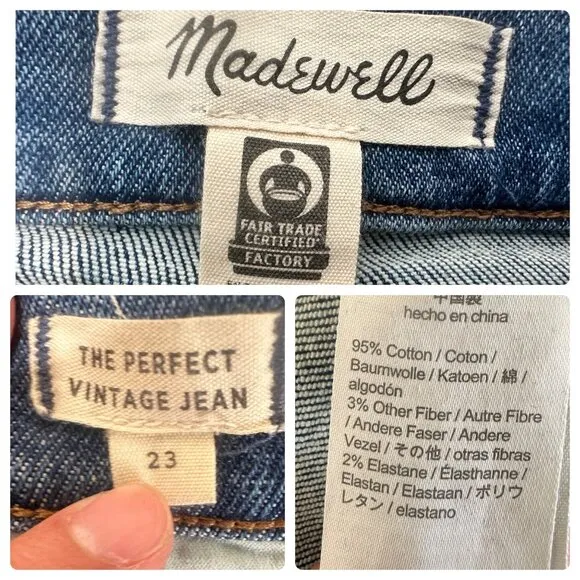 Madewell
FAIR TRADE
CERTIFIED
FACTORY
THE PERFECT
VINTAGE JEAN
23
中国製
hecho en china
95% Cotton / Coton /
Baumwolle / Katoen / 綿 /
algodón
3% Other Fiber / Autre Fibre
/ Andere Faser / Andere
Vezel / その他 / otras fibras
2% Elastane / Élasthanne /
Elastan / Elastaan / ポリウ
レタン / elastano